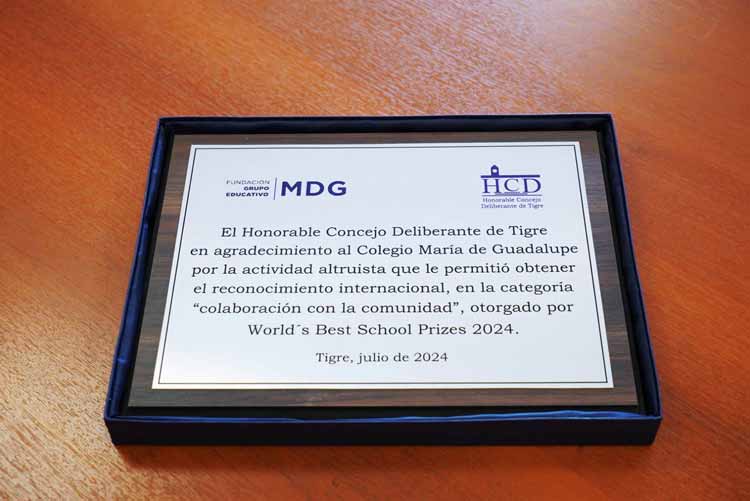 FUNDACIÓN
GRUPO
EDUCATIVO
MDG
HCD
Honorable Concejo
Deliberante de Tigre
El Honorable Concejo Deliberante de Tigre
en agradecimiento al Colegio María de Guadalupe
por la actividad altruista que le permitió obtener
el reconocimiento internacional, en la categoría
“colaboración con la comunidad”, otorgado por
World´s Best School Prizes 2024.
Tigre, julio de 2024